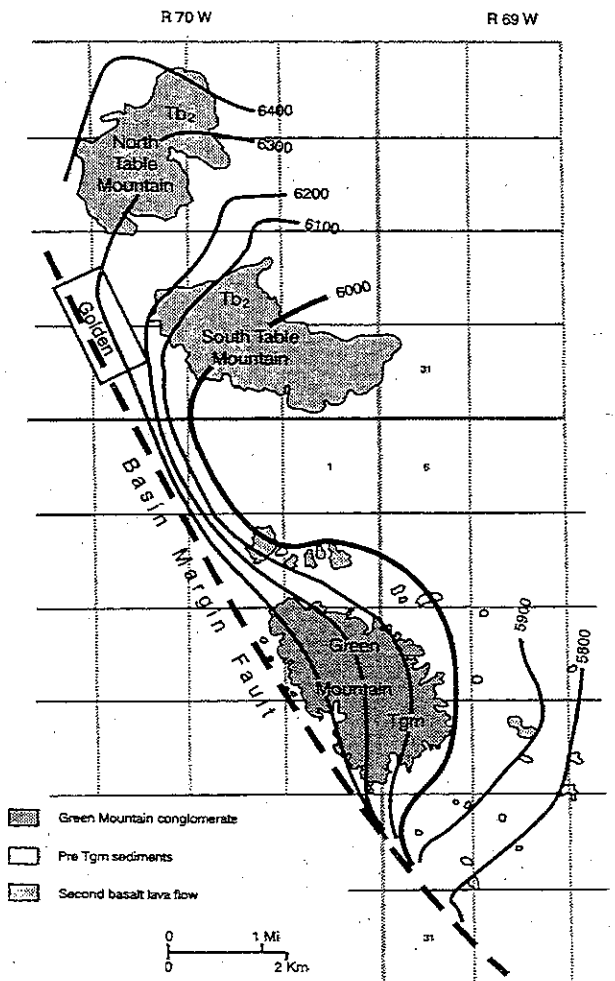 R 70 W
R 69 W
6400
Tb2
North
Table
Mountain
6300
6200
6100
6000
Golden
Tb2
South Table
Mountain
31
1
6
Basin Margin Fault
5900
5800
Green
Mountain
Tgm
Green Mountain conglomerate
Pre Tgm sediments
Second basalt lava flow
31
0 1 Mi
0 2 Km